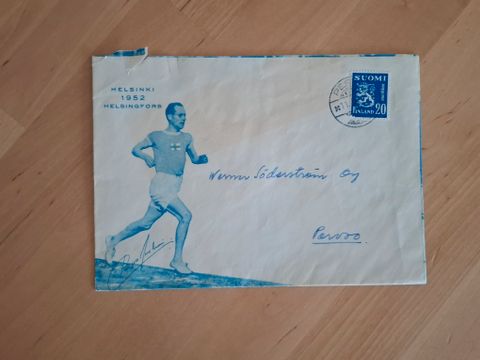 HELSINKI
1952
HELSINGFORS
SUOMI
FINLAND 20
Werner Söderström Oy
Porvoo.